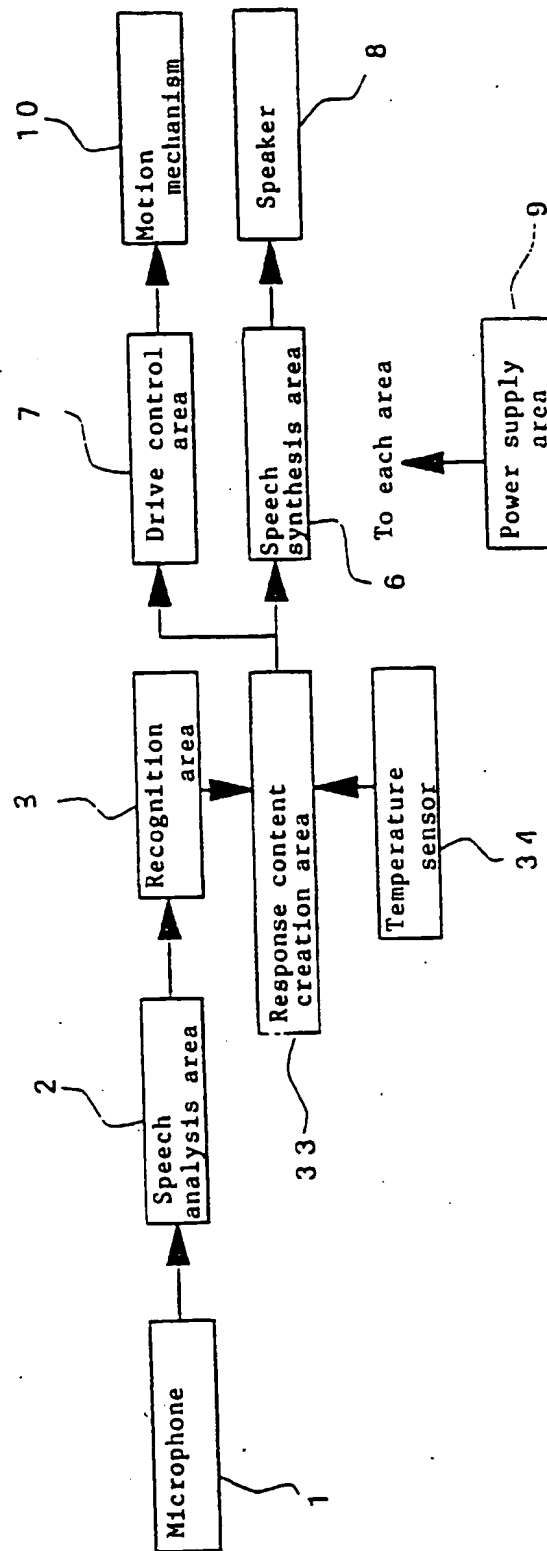 1
Microphone
2
Speech
analysis area
3
Recognition
area
33
Response content
creation area
34
Temperature
sensor
7
Drive control
area
6
Speech
synthesis area
10
Motion
mechanism
8
Speaker
To each area
9
Power supply
area